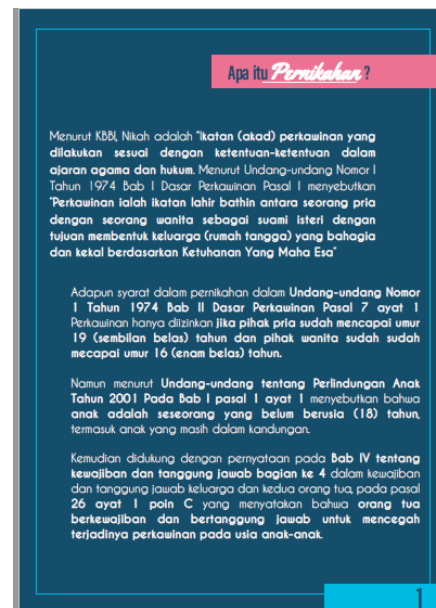 Apa itu Pernikahan ?
Menurut KBBI, Nikah adalah "Ikatan (akad) perkawinan yang
dilakukan sesuai dengan ketentuan-ketentuan dalam
ajaran agama dan hukum. Menurut Undang-undang Nomor I
Tahun 1974 Bab I Dasar Perkawinan Pasal I menyebutkan
"Perkawinan ialah ikatan lahir bathin antara seorang pria
dengan seorang wanita sebagai suami isteri dengan
tujuan membentuk keluarga (rumah tangga) yang bahagia
dan kekal berdasarkan Ketuhanan Yang Maha Esa"
Adapun syarat dalam pernikahan dalam Undang-undang Nomor
1 Tahun 1974 Bab II Dasar Perkawinan Pasal 7 ayat 1
Perkawinan hanya diizinkan jika pihak pria sudah mencapai umur
19 (sembilan belas) tahun dan pihak wanita sudah sudah
mecapai umur 16 (enam belas) tahun.
Namun menurut Undang-undang tentang Perlindungan Anak
Tahun 2001 Pada Bab I pasal 1 ayat 1 menyebutkan bahwa
anak adalah seseorang yang belum berusia (18) tahun,
termasuk anak yang masih dalam kandungan.
Kemudian didukung dengan pernyataan pada Bab IV tentang
kewajiban dan tanggung jawab bagian ke 4 dalam kewajiban
dan tanggung jawab keluarga dan kedua orang tua, pada pasal
26 ayat 1 poin C yang menyatakan bahwa orang tua
berkewajiban dan bertanggung jawab untuk mencegah
terjadinya perkawinan pada usia anak-anak.
1